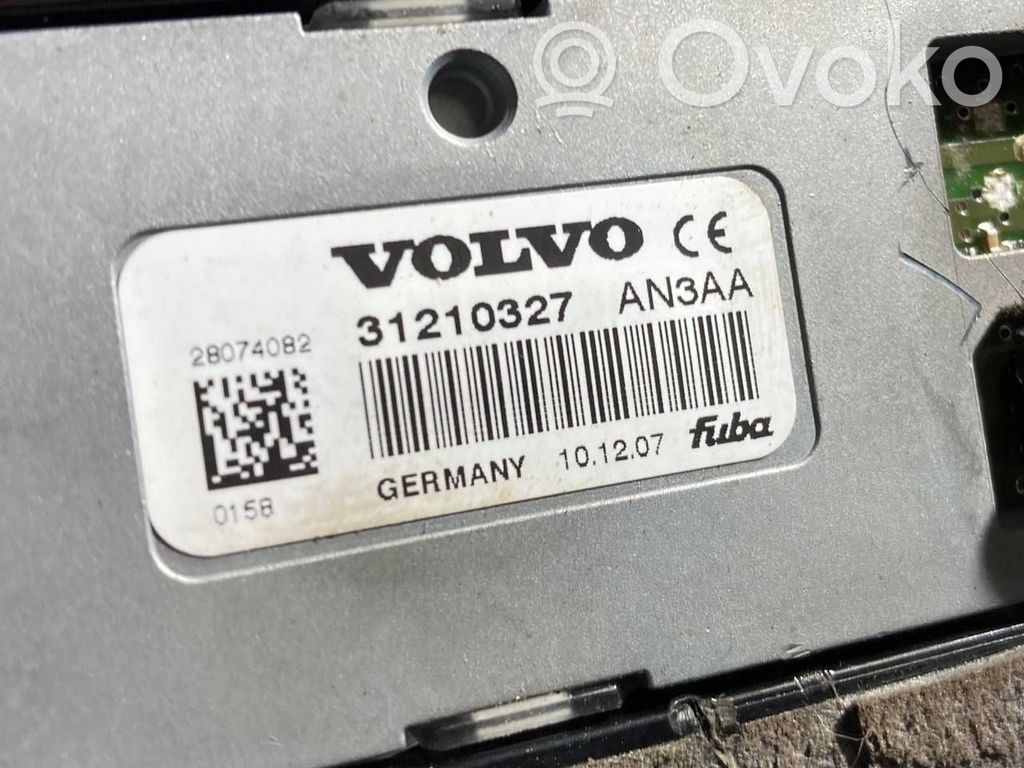 Ovoko
VOLVO CE
31210327 AN3AA
28074082
0158
GERMANY 10.12.07 fuba